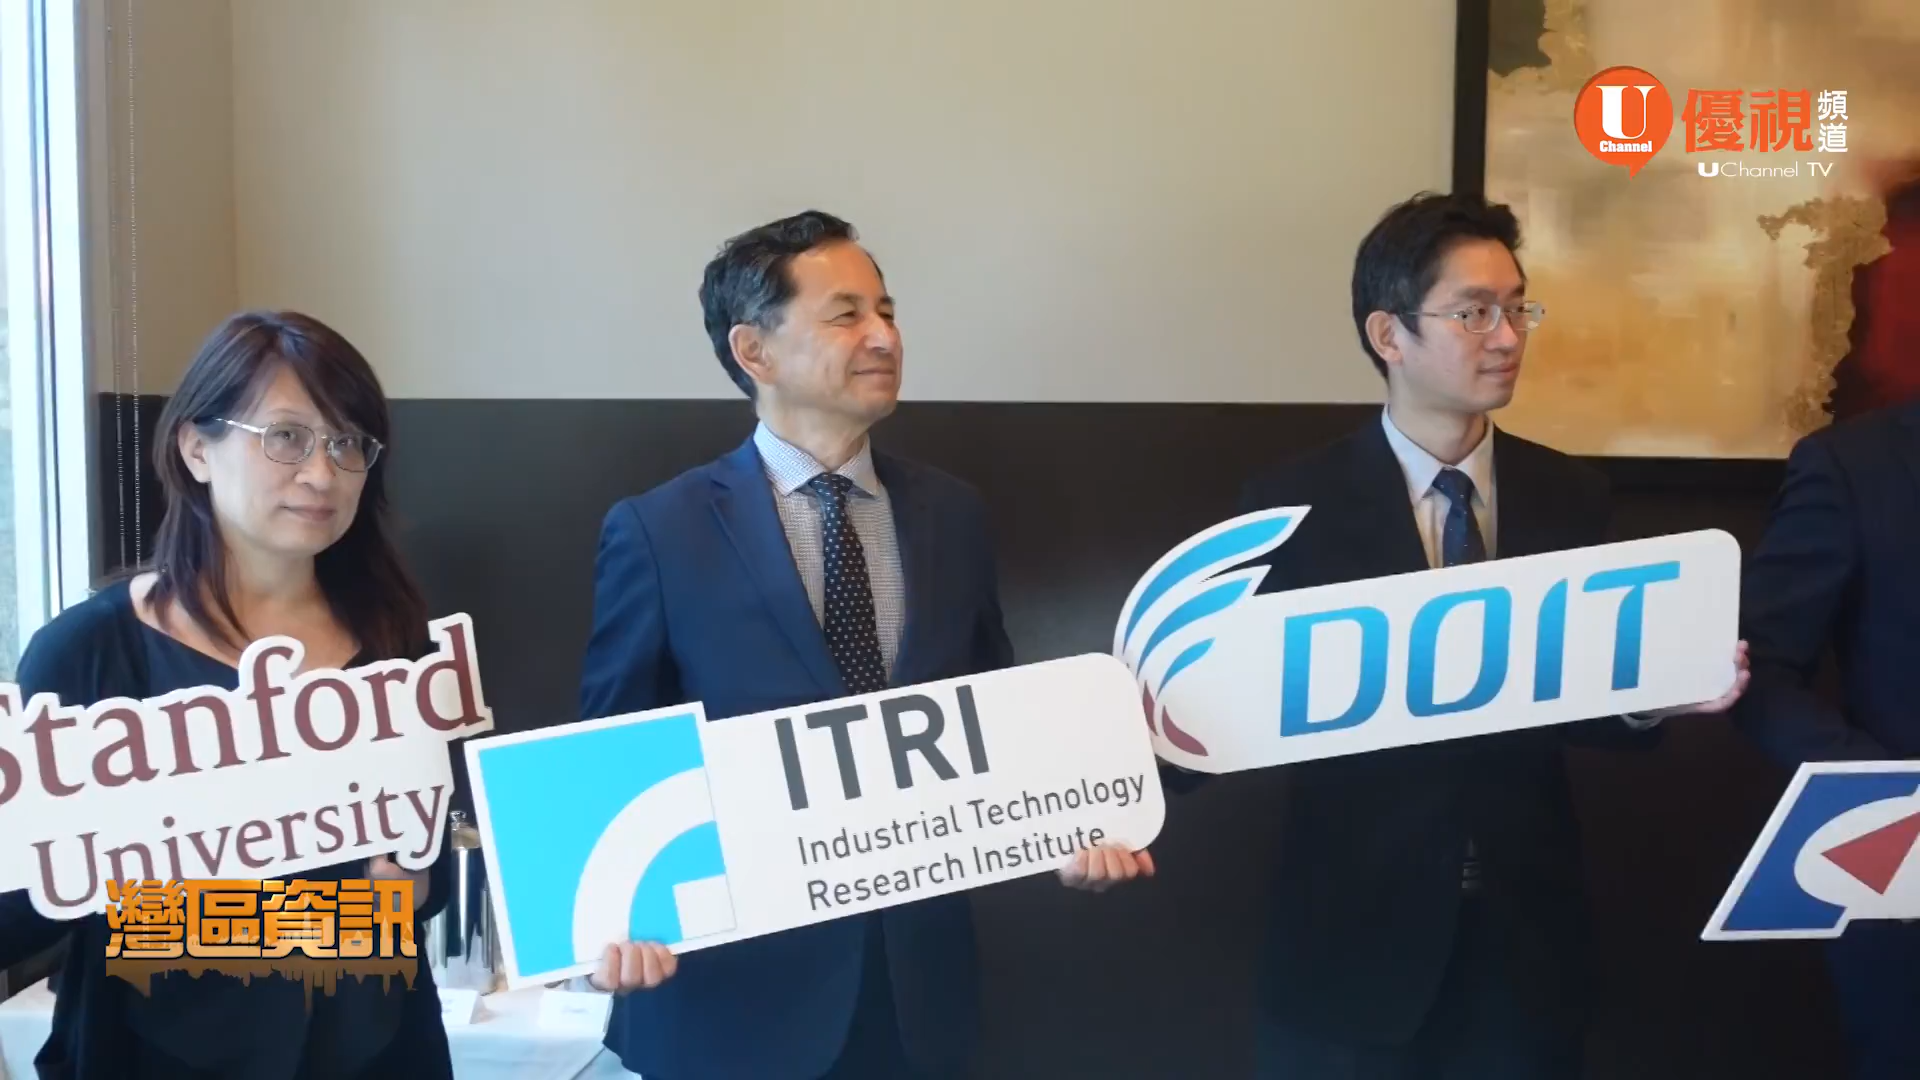 U
Channel
優視
頻道
UChannel TV
Stanford
University
ITRI
Industrial Technology
Research Institute
DOIT
灣區資訊